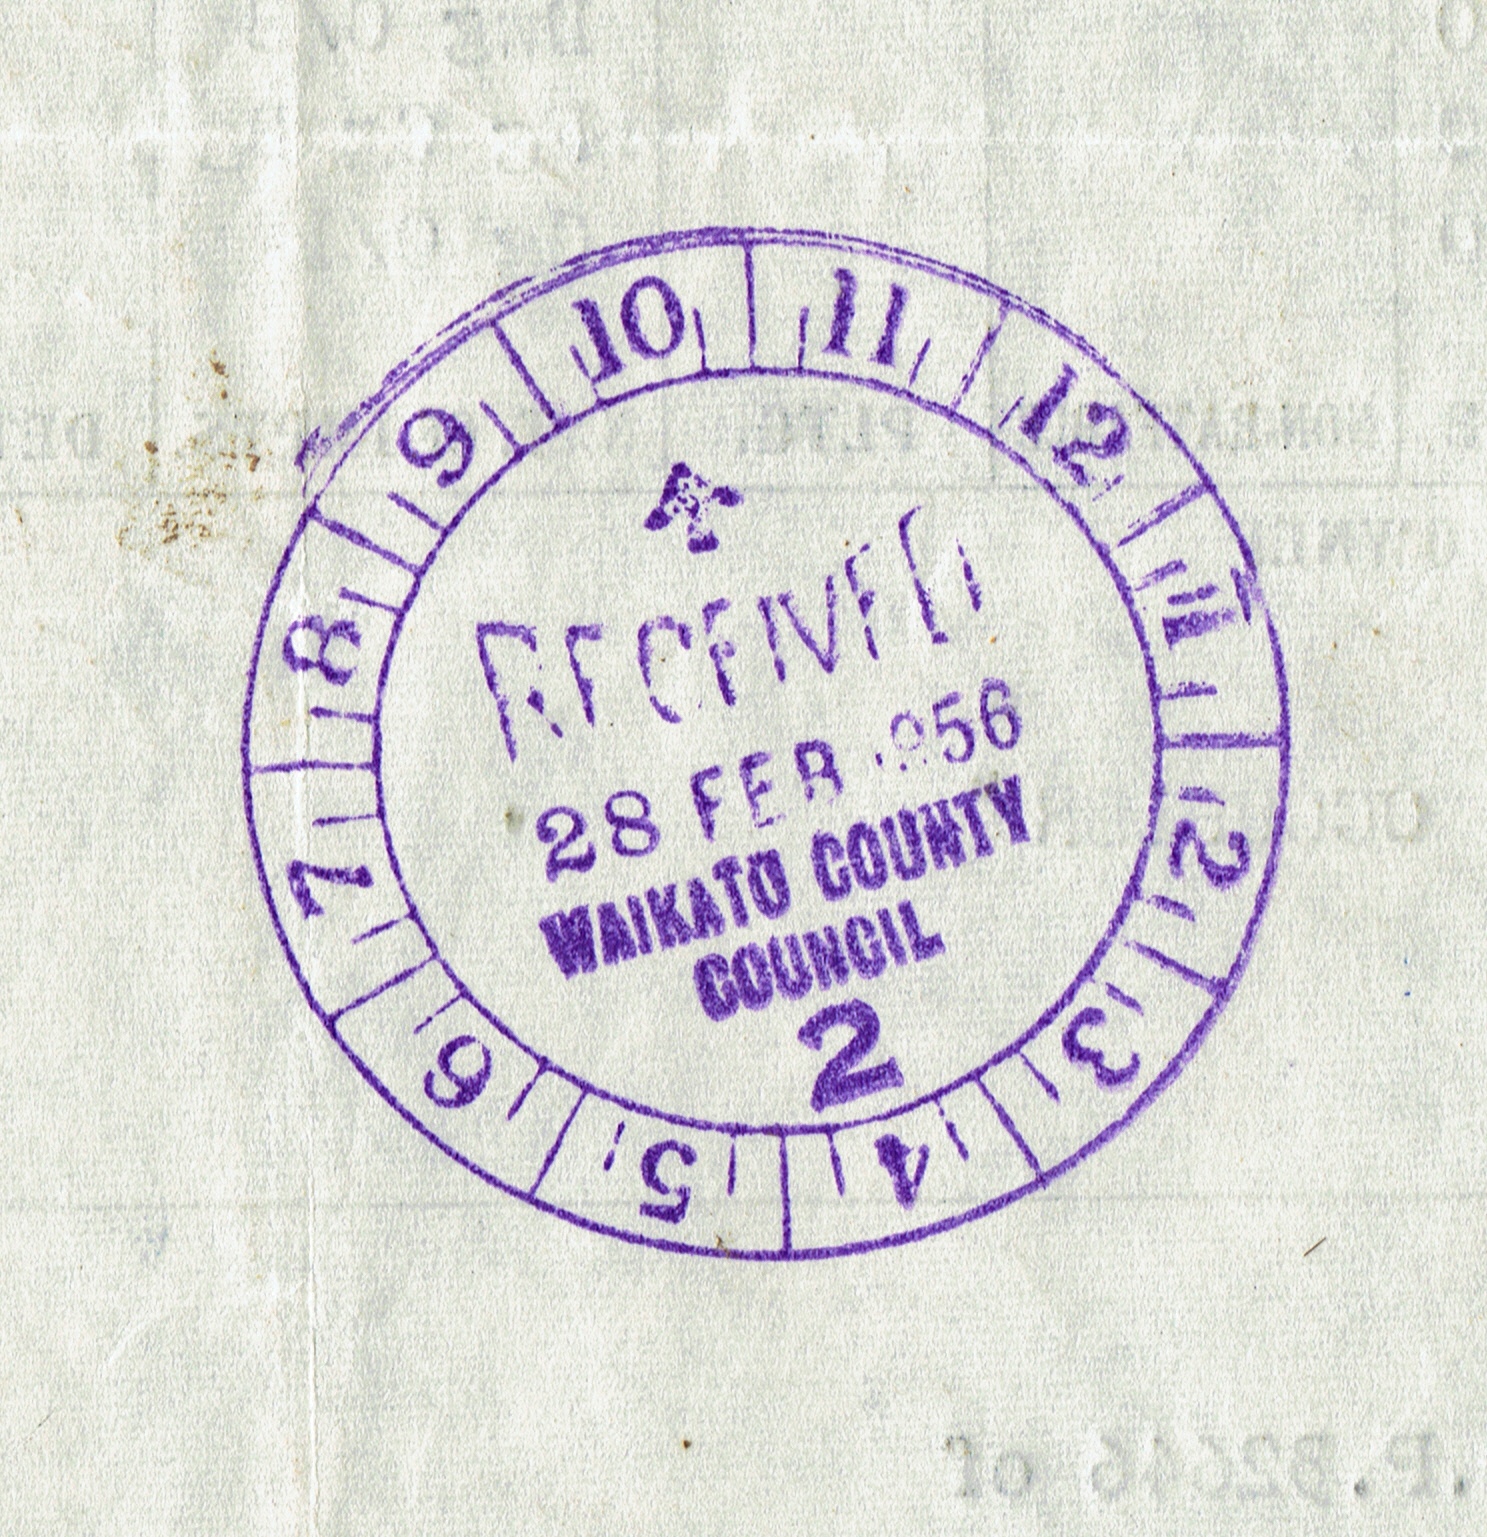 10 11 12 1 2 3 4 5 6 7 8 9
RECEIVED
28 FEB 1956
WAIKATO COUNTY
COUNCIL
2